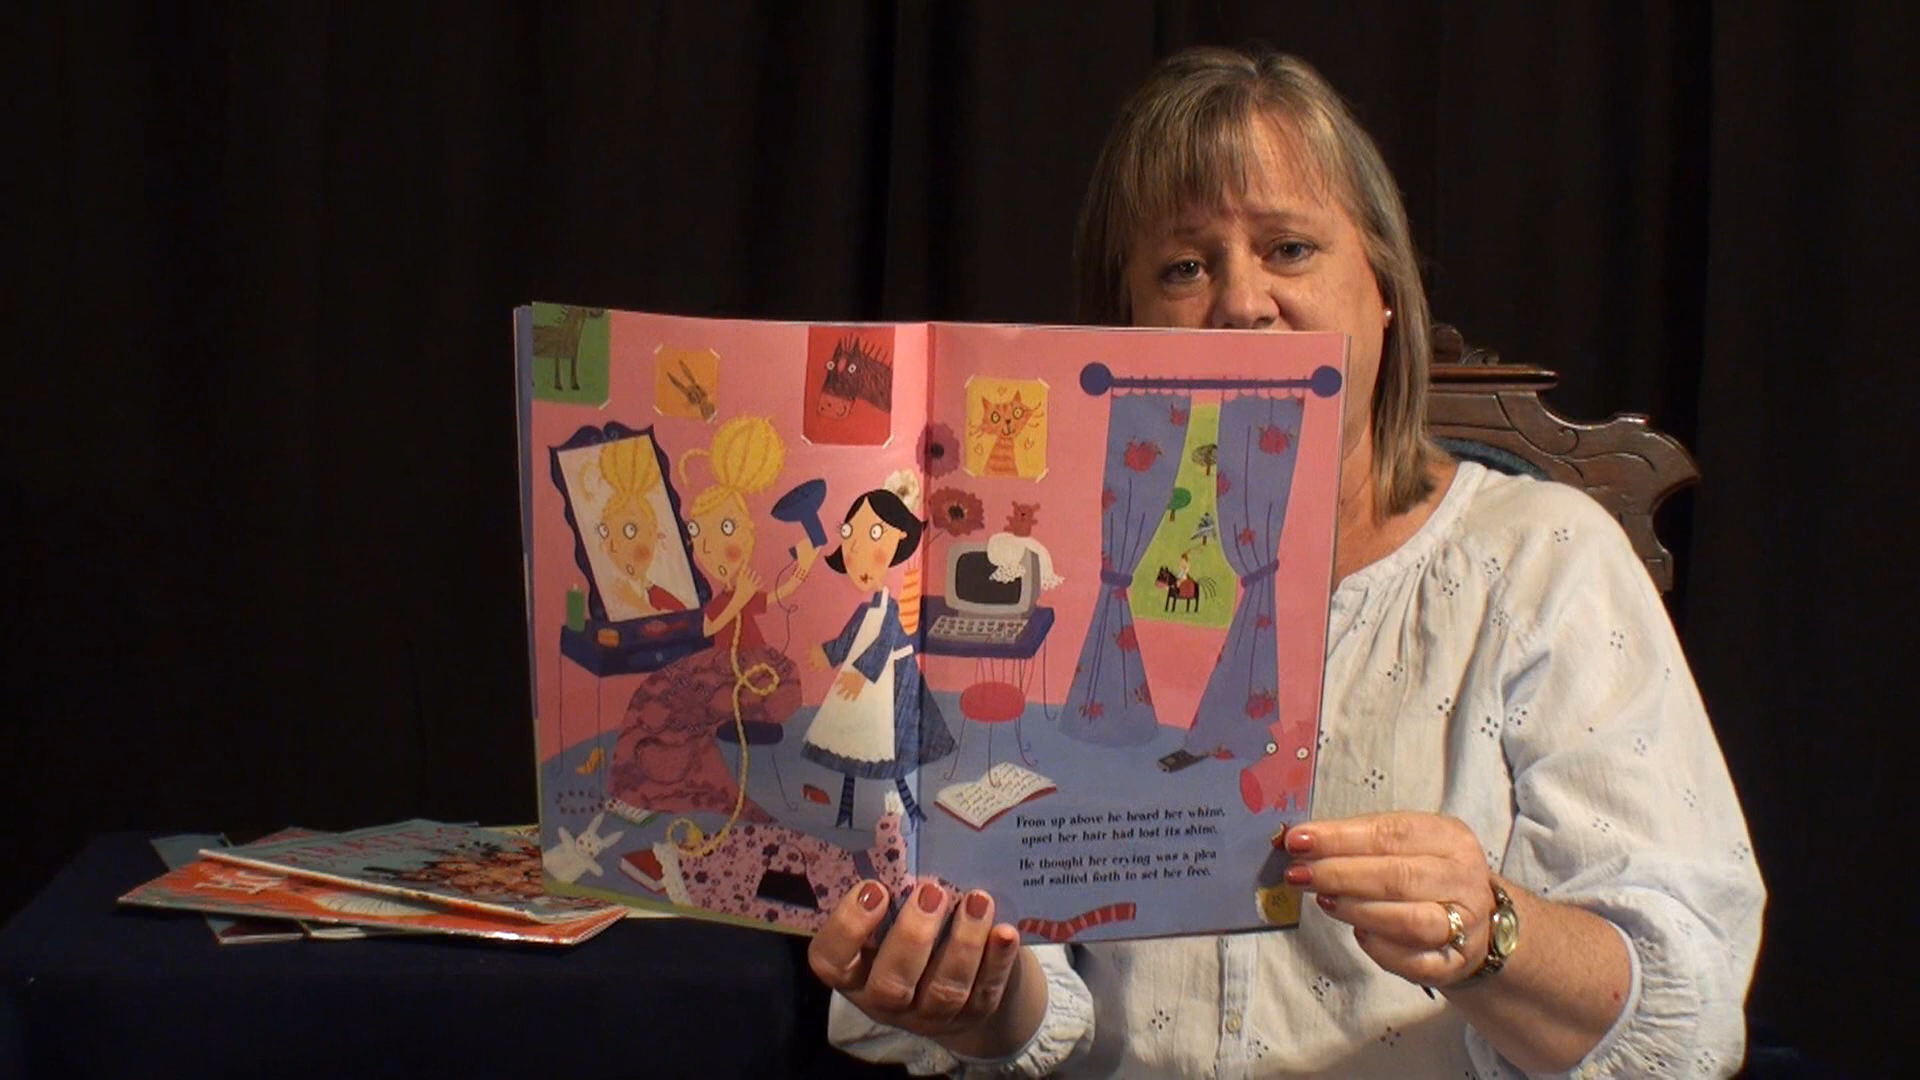 From up above he heard her whine,
upset her hair had lost its shine.
He thought her crying was a plea
and sallied forth to set her free.